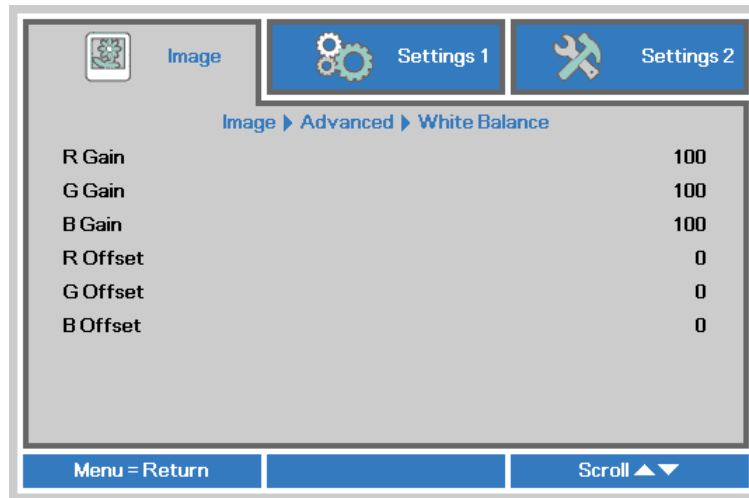 Image Settings 1 Settings 2
Image ▶ Advanced ▶ White Balance
R Gain 100
G Gain 100
B Gain 100
R Offset 0
G Offset 0
B Offset 0
Menu = Return Scroll ▲▼